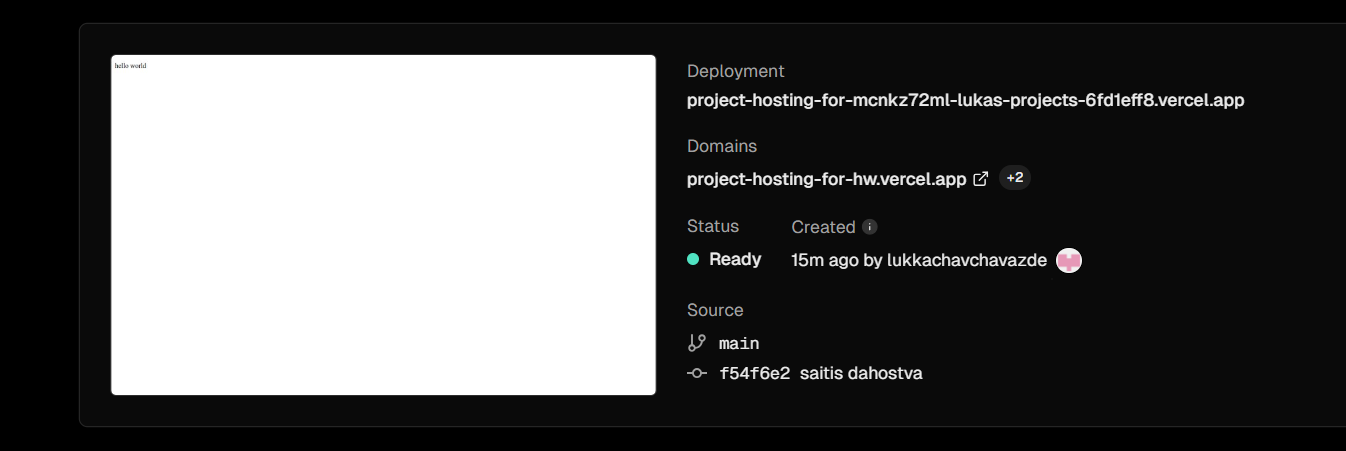 hello world
Deployment
project-hosting-for-mcnkz72ml-lukas-projects-6fd1eff8.vercel.app
Domains
project-hosting-for-hw.vercel.app +2
Status Created
Ready 15m ago by lukkachavchavazde
Source
main
f54f6e2 saitis dahostva